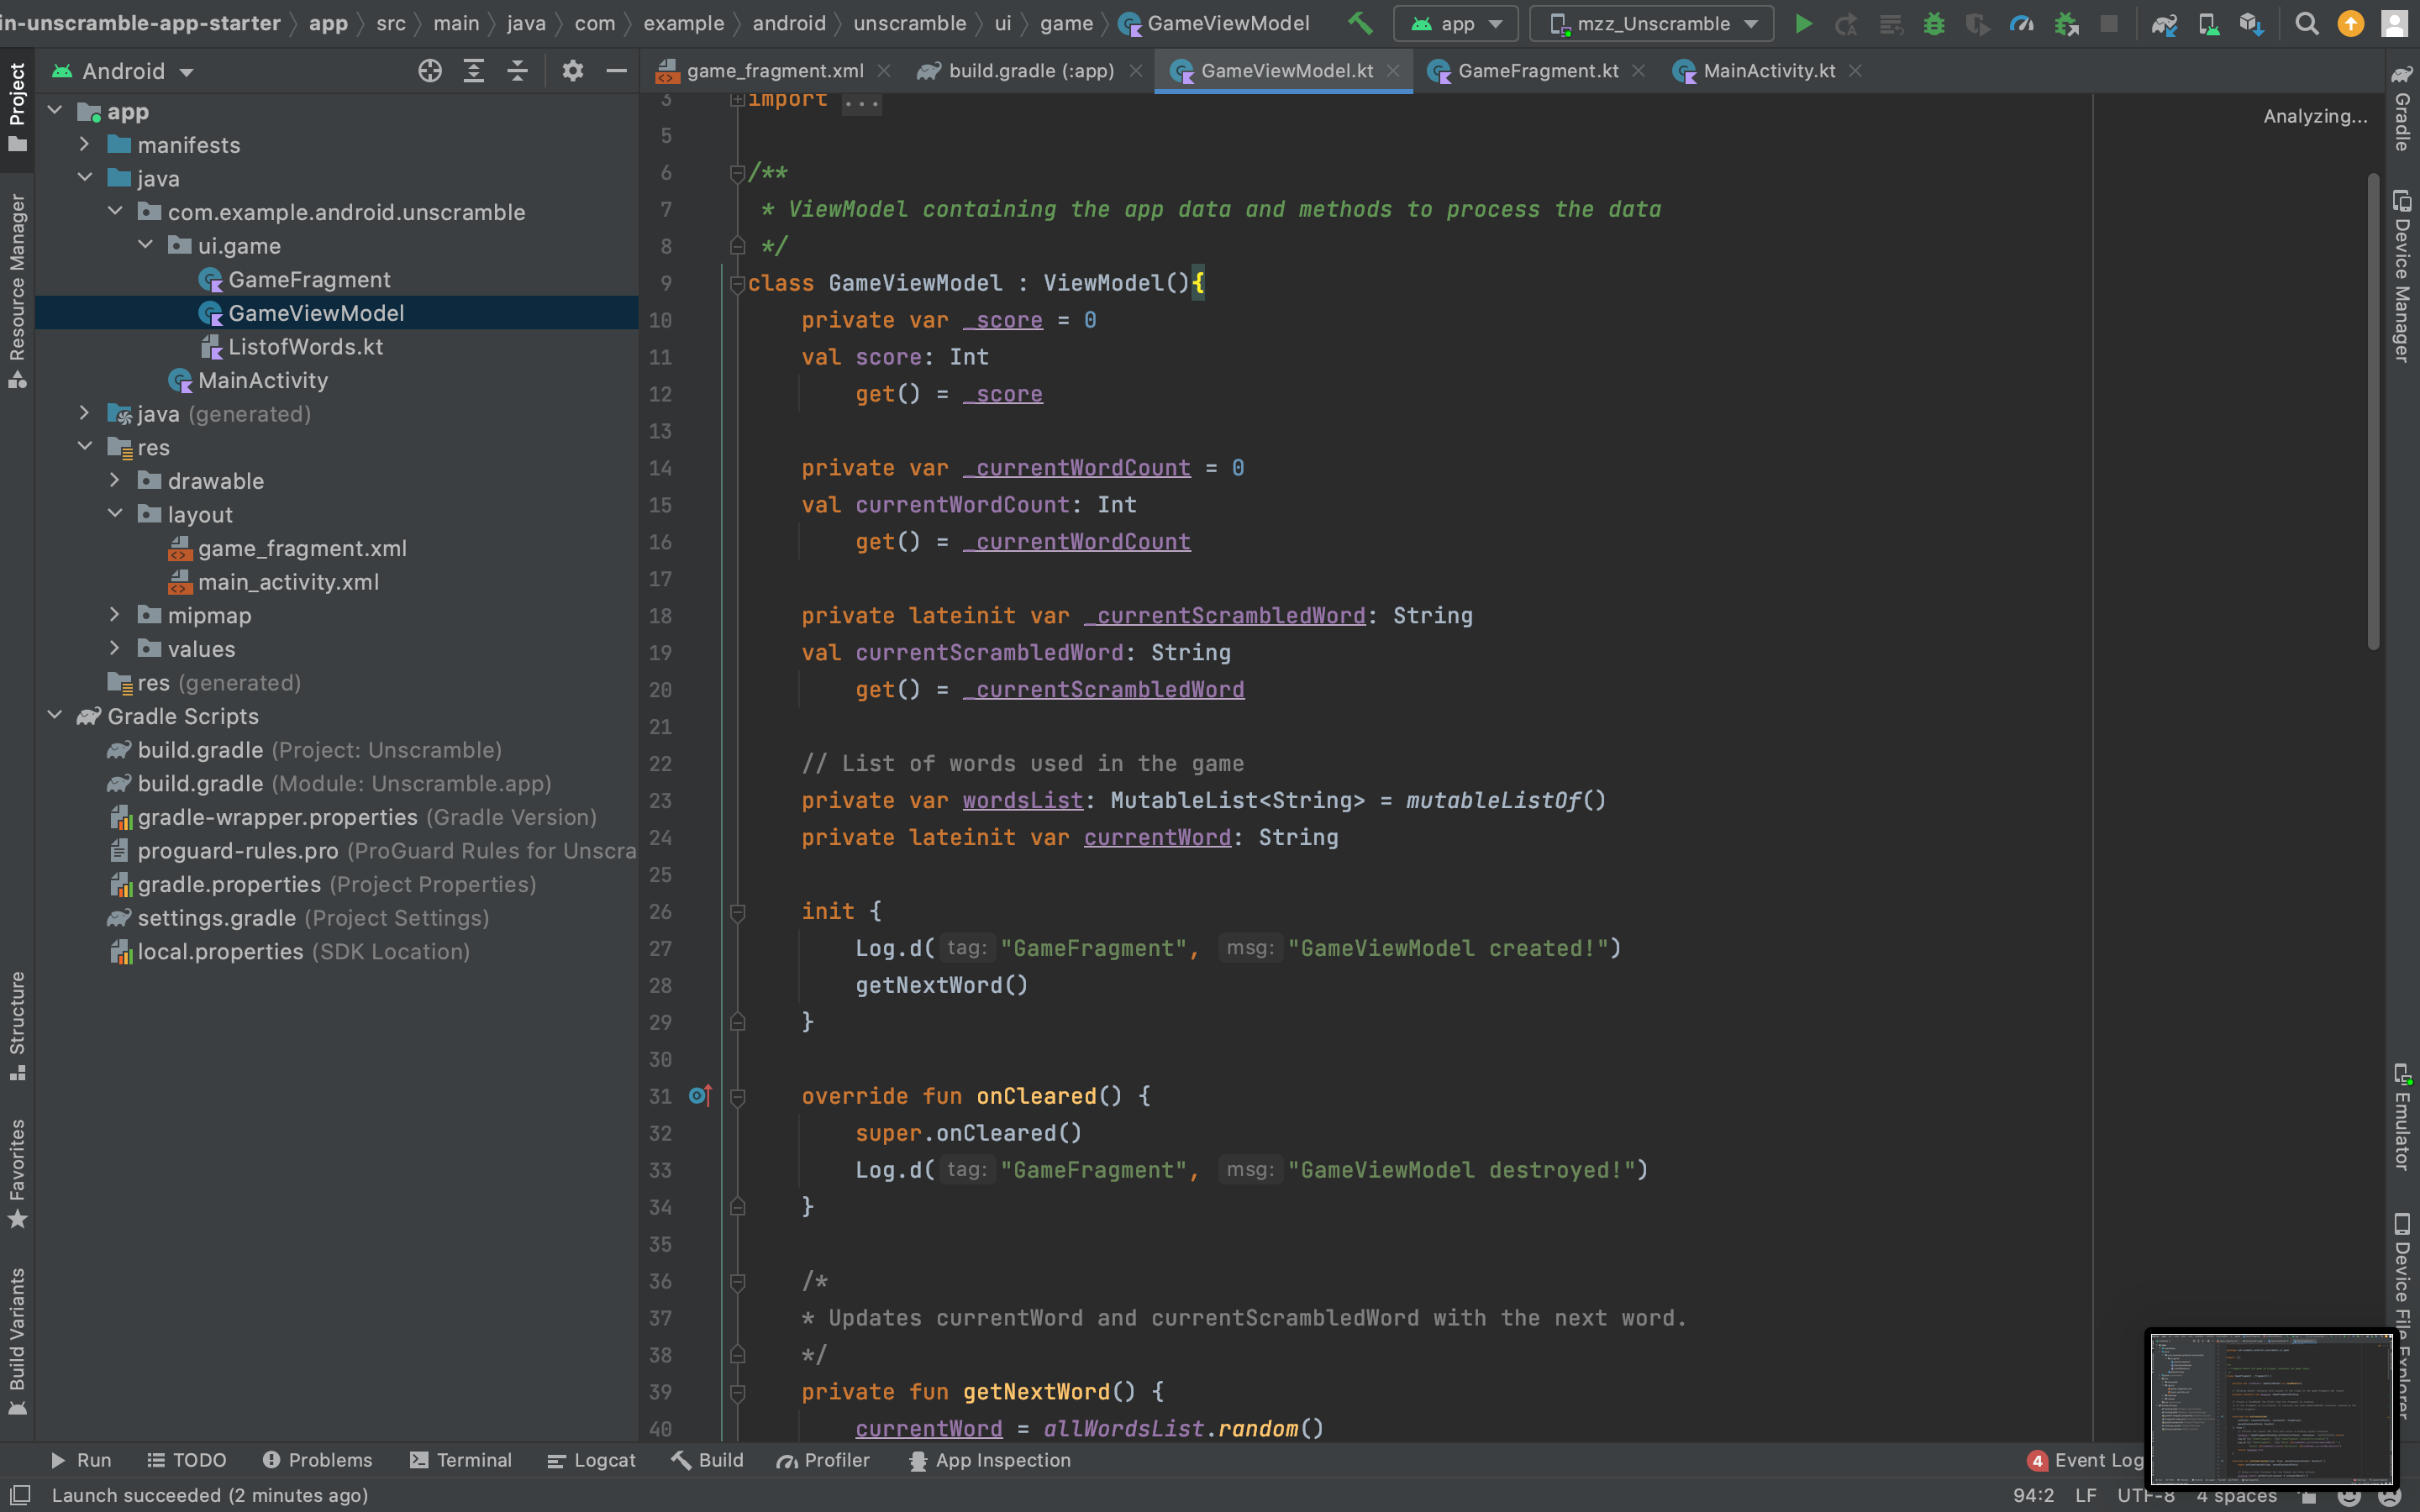 in-unscramble-app-starter app src main java com example android unscramble ui game GameViewModel app mzz_Unscramble
Android
game_fragment.xml build.gradle (:app) GameViewModel.kt GameFragment.kt MainActivity.kt
Project
Resource Manager
Structure
Favorites
Build Variants
app
manifests
java
com.example.android.unscramble
ui.game
GameFragment
GameViewModel
ListofWords.kt
MainActivity
java (generated)
res
drawable
layout
game_fragment.xml
main_activity.xml
mipmap
values
res (generated)
Gradle Scripts
build.gradle (Project: Unscramble)
build.gradle (Module: Unscramble.app)
gradle-wrapper.properties (Gradle Version)
proguard-rules.pro (ProGuard Rules for Unscra
gradle.properties (Project Properties)
settings.gradle (Project Settings)
local.properties (SDK Location)
3 import ...
5
6 /**
7 * ViewModel containing the app data and methods to process the data
8 */
9 class GameViewModel : ViewModel(){
10 private var _score = 0
11 val score: Int
12 get() = _score
13
14 private var _currentWordCount = 0
15 val currentWordCount: Int
16 get() = _currentWordCount
17
18 private lateinit var _currentScrambledWord: String
19 val currentScrambledWord: String
20 get() = _currentScrambledWord
21
22 // List of words used in the game
23 private var wordsList: MutableList<String> = mutableListOf()
24 private lateinit var currentWord: String
25
26 init {
27 Log.d( tag: "GameFragment", msg: "GameViewModel created!")
28 getNextWord()
29 }
30
31 override fun onCleared() {
32 super.onCleared()
33 Log.d( tag: "GameFragment", msg: "GameViewModel destroyed!")
34 }
35
36 /*
37 * Updates currentWord and currentScrambledWord with the next word.
38 */
39 private fun getNextWord() {
40 currentWord = allWordsList.random()
Analyzing...
Gradle
Device Manager
Emulator
Device File Explorer
Run TODO Problems Terminal Logcat Build Profiler App Inspection 4 Event Log
Launch succeeded (2 minutes ago) 94:2 LF UTF-8 4 spaces